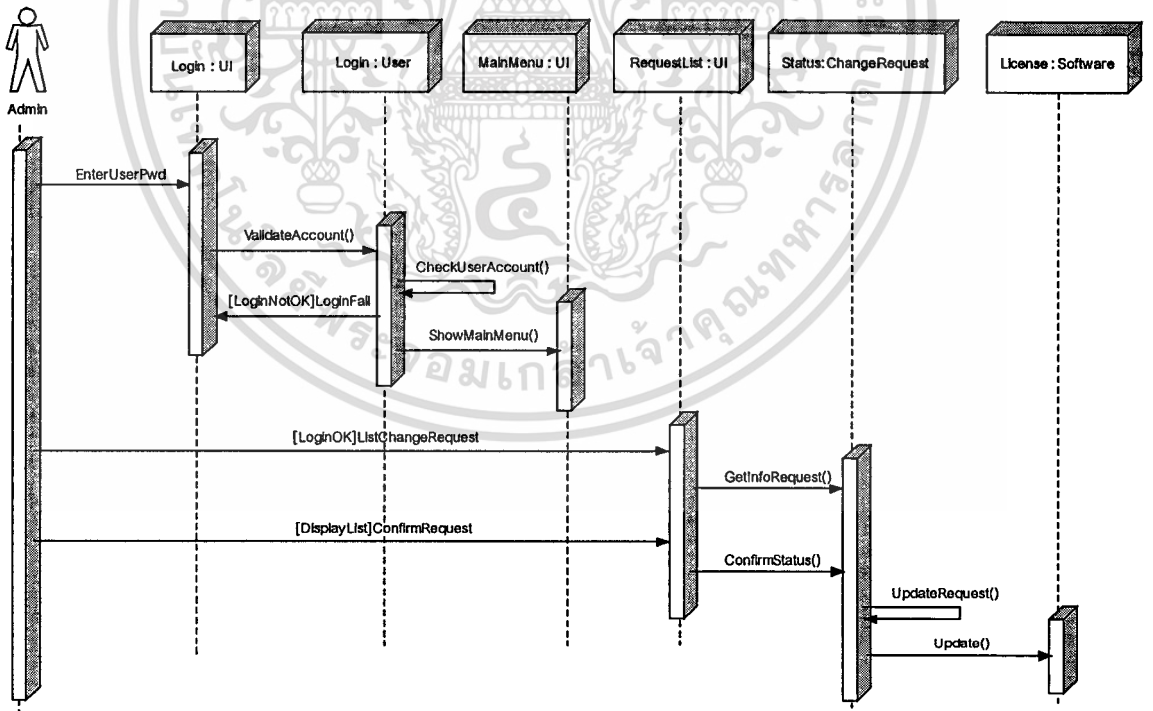 Login : UI
Login : User
MainMenu : UI
RequestList : UI
Status:ChangeRequest
License : Software
Admin
EnterUserPwd
ValidateAccount()
CheckUserAccount()
[LoginNotOK]LoginFail
ShowMainMenu()
[LoginOK]ListChangeRequest
GetInfoRequest()
[DisplayList]ConfirmRequest
ConfirmStatus()
UpdateRequest()
Update()